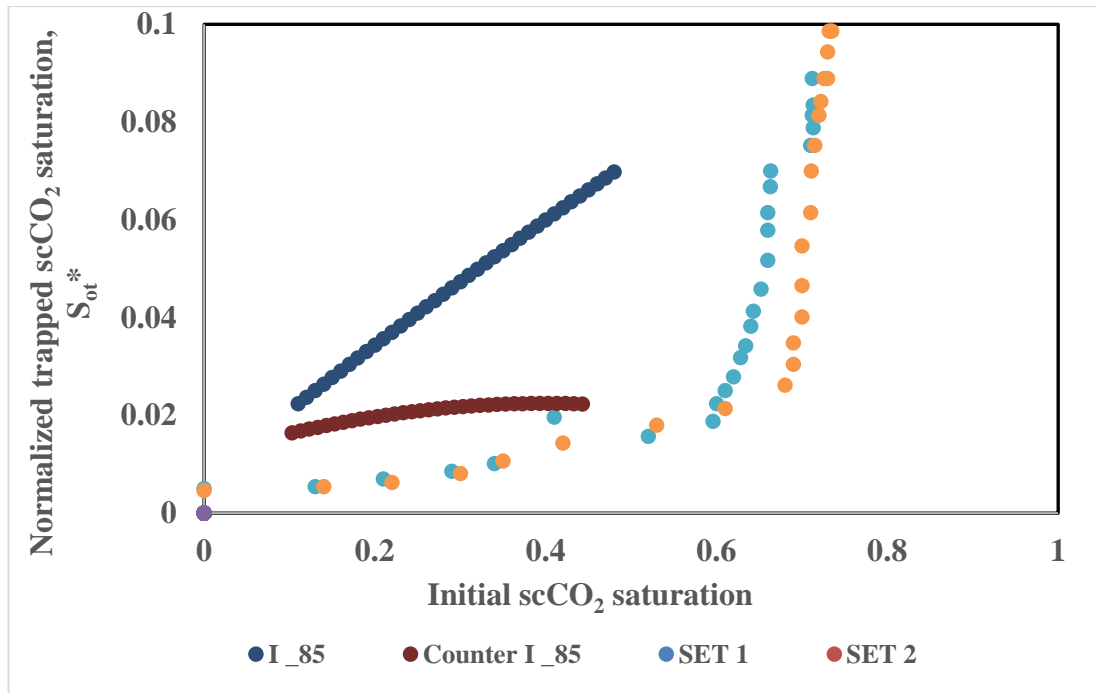 Normalized trapped scCO₂ saturation,
Sₒₜ*
0.1
0.08
0.06
0.04
0.02
0
0 0.2 0.4 0.6 0.8 1
Initial scCO₂ saturation
I _85 Counter I _85 SET 1 SET 2